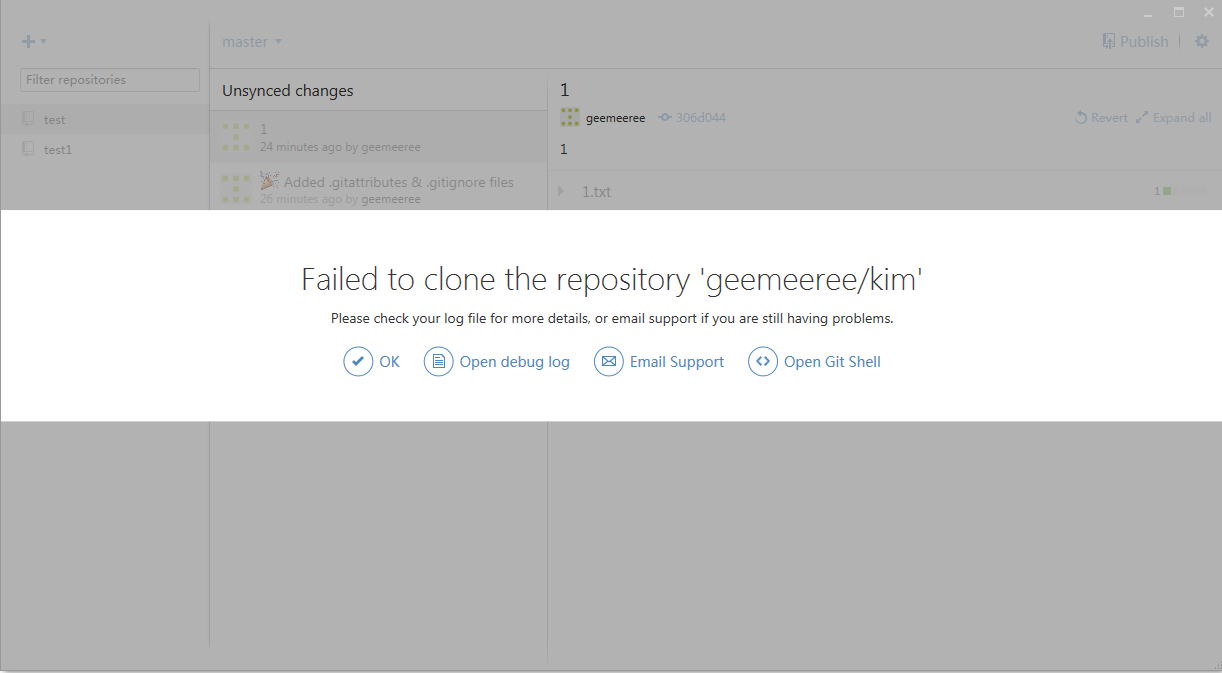 master
Publish
Filter repositories
test
test1
Unsynced changes
1
24 minutes ago by geemeeree
Added .gitattributes & .gitignore files
26 minutes ago by geemeeree
1
geemeeree 306d044
Revert Expand all
1
1.txt
1
Failed to clone the repository 'geemeeree/kim'
Please check your log file for more details, or email support if you are still having problems.
OK Open debug log Email Support Open Git Shell